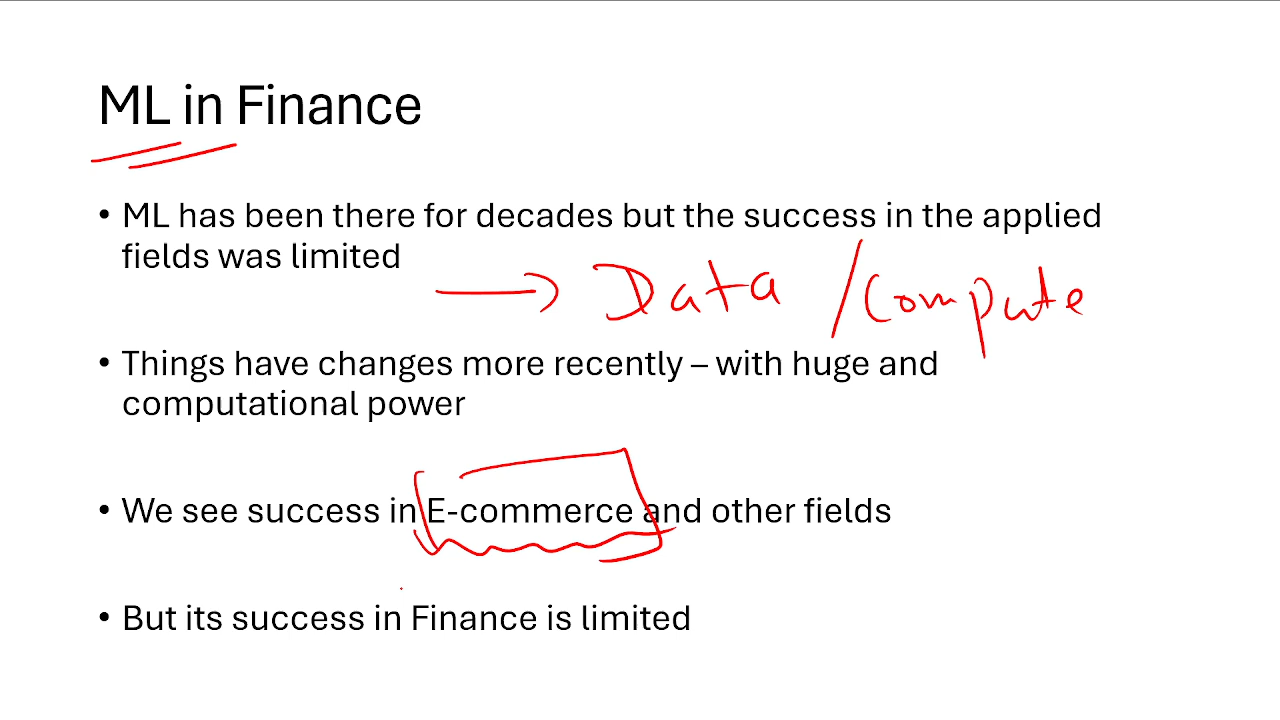 ML in Finance
• ML has been there for decades but the success in the applied
fields was limited
→ Data / Compute
• Things have changes more recently – with huge and
computational power
• We see success in E-commerce and other fields
• But its success in Finance is limited